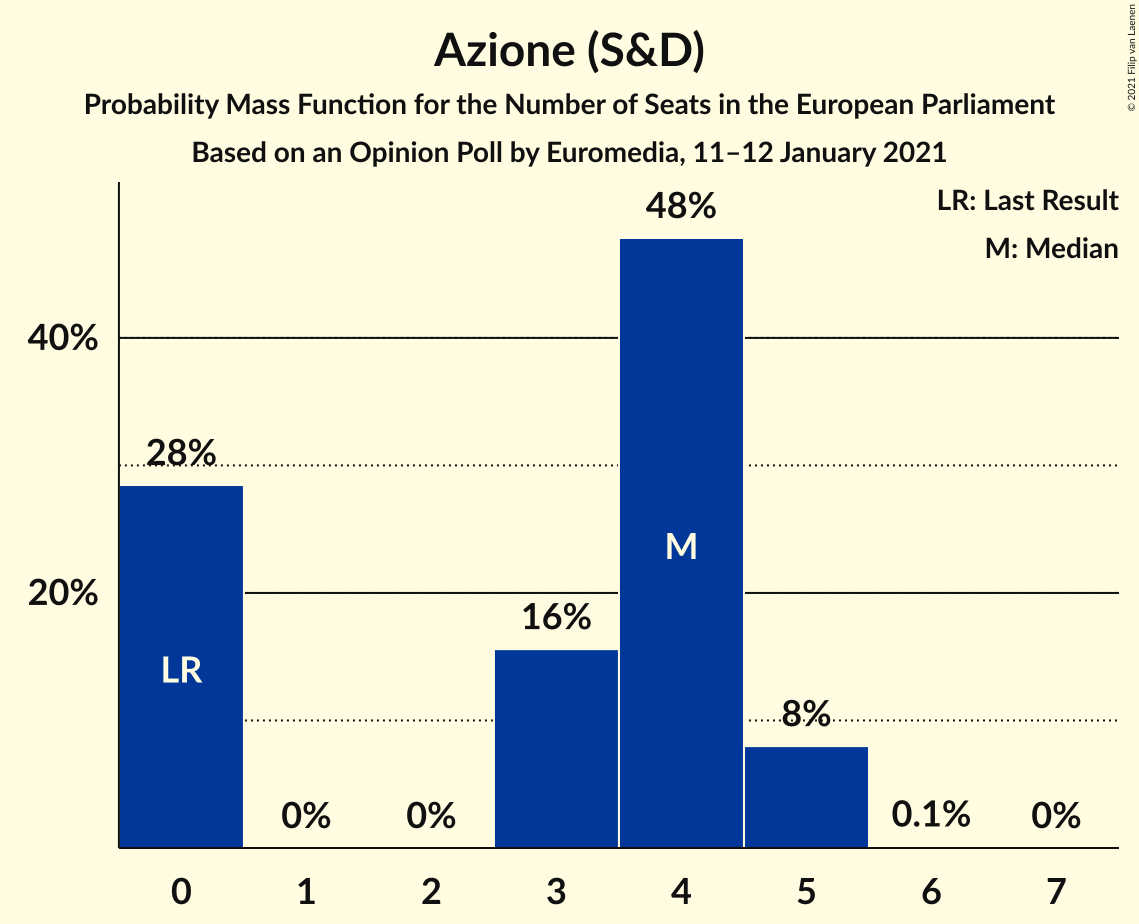 Azione (S&D)
Probability Mass Function for the Number of Seats in the European Parliament
Based on an Opinion Poll by Euromedia, 11–12 January 2021
© 2021 Filip van Laenen
LR: Last Result
M: Median
48%
40%
28%
M
20%
16%
LR
8%
0%
0%
0.1%
0%
0
1
2
3
4
5
6
7